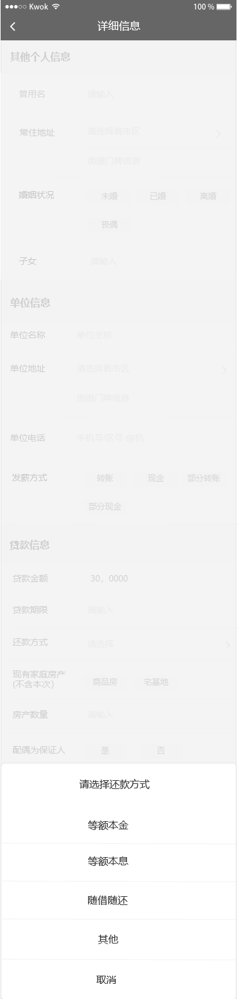 Kwok 100 %
详细信息
其他个人信息
曾用名 请输入
常住地址 请选择省市区
街道门牌信息
婚姻状况 未婚 已婚 离婚
丧偶
子女 请输入
单位信息
单位名称 单位全称
单位地址 请选择省市区
街道门牌信息
单位电话 手机号/区号-座机
发薪方式 转账 现金 部分转账
部分现金
贷款信息
贷款金额 30，0000
贷款期限 请输入
还款方式 请选择
现有家庭房产
(不含本次) 商品房 宅基地
房产数量 请输入
配偶为保证人 是 否
请选择还款方式
等额本金
等额本息
随借随还
其他
取消